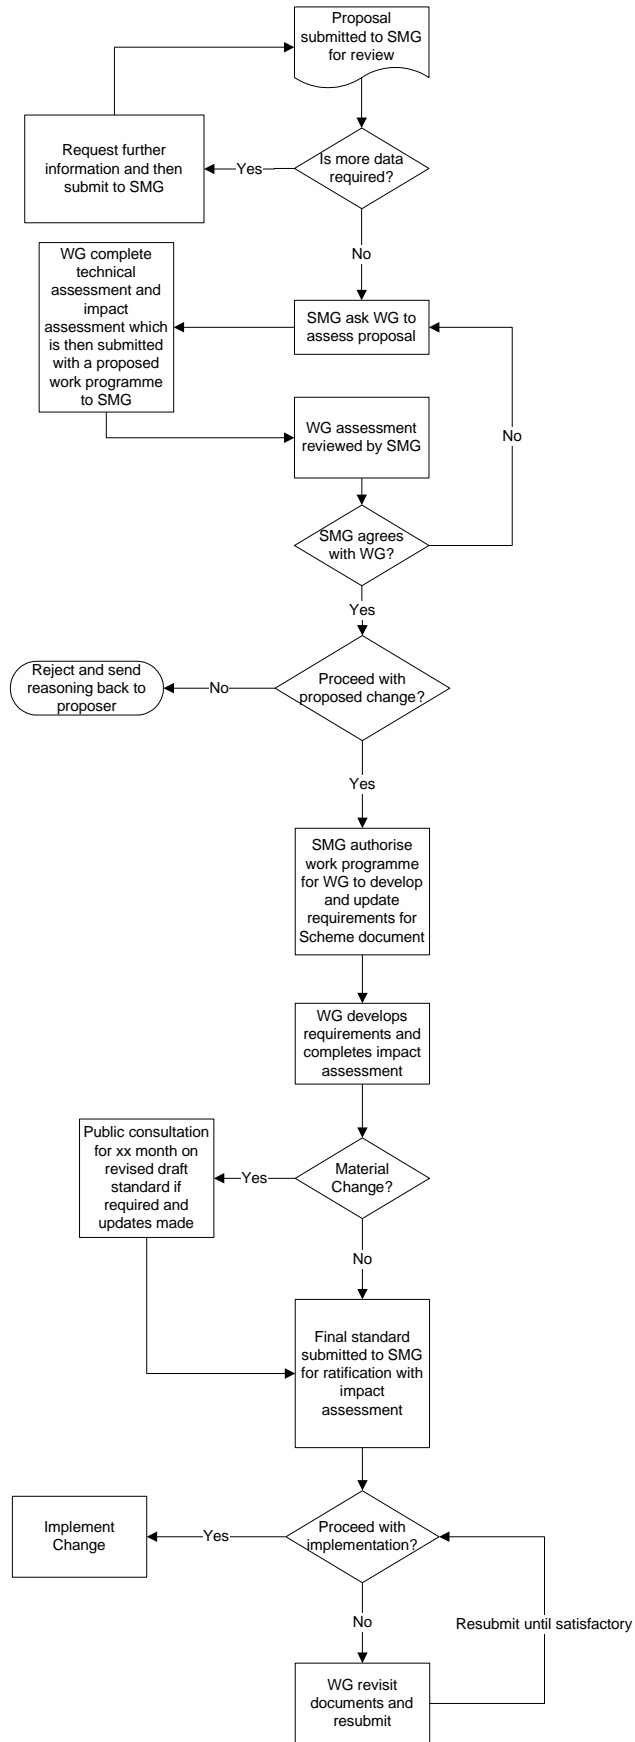 Proposal
submitted to SMG
for review
Is more data
required?
Yes
Request further
information and then
submit to SMG
No
SMG ask WG to
assess proposal
WG complete
technical
assessment and
impact
assessment which
is then submitted
with a proposed
work programme
to SMG
WG assessment
reviewed by SMG
No
SMG agrees
with WG?
Yes
Proceed with
proposed change?
No
Reject and send
reasoning back to
proposer
Yes
SMG authorise
work programme
for WG to develop
and update
requirements for
Scheme document
WG develops
requirements and
completes impact
assessment
Material
Change?
Yes
Public consultation
for xx month on
revised draft
standard if
required and
updates made
No
Final standard
submitted to SMG
for ratification with
impact
assessment
Proceed with
implementation?
Yes
Implement
Change
No
Resubmit until satisfactory
WG revisit
documents and
resubmit